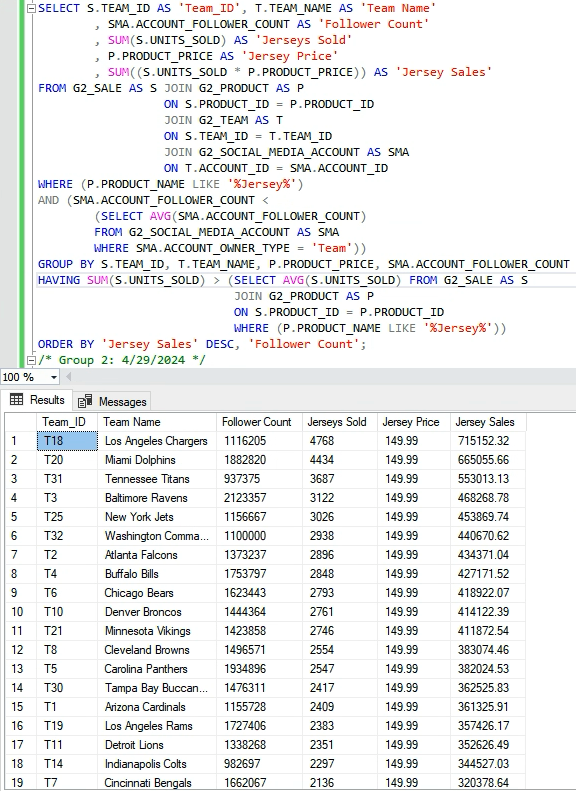 SELECT S.TEAM_ID AS 'Team_ID', T.TEAM_NAME AS 'Team Name'
, SMA.ACCOUNT_FOLLOWER_COUNT AS 'Follower Count'
, SUM(S.UNITS_SOLD) AS 'Jerseys Sold'
, P.PRODUCT_PRICE AS 'Jersey Price'
, SUM((S.UNITS_SOLD * P.PRODUCT_PRICE)) AS 'Jersey Sales'
FROM G2_SALE AS S JOIN G2_PRODUCT AS P
ON S.PRODUCT_ID = P.PRODUCT_ID
JOIN G2_TEAM AS T
ON S.TEAM_ID = T.TEAM_ID
JOIN G2_SOCIAL_MEDIA_ACCOUNT AS SMA
ON T.ACCOUNT_ID = SMA.ACCOUNT_ID
WHERE (P.PRODUCT_NAME LIKE '%Jersey%')
AND (SMA.ACCOUNT_FOLLOWER_COUNT <
(SELECT AVG(SMA.ACCOUNT_FOLLOWER_COUNT)
FROM G2_SOCIAL_MEDIA_ACCOUNT AS SMA
WHERE SMA.ACCOUNT_OWNER_TYPE = 'Team'))
GROUP BY S.TEAM_ID, T.TEAM_NAME, P.PRODUCT_PRICE, SMA.ACCOUNT_FOLLOWER_COUNT
HAVING SUM(S.UNITS_SOLD) > (SELECT AVG(S.UNITS_SOLD) FROM G2_SALE AS S
JOIN G2_PRODUCT AS P
ON S.PRODUCT_ID = P.PRODUCT_ID
WHERE (P.PRODUCT_NAME LIKE '%Jersey%'))
ORDER BY 'Jersey Sales' DESC, 'Follower Count';
/* Group 2: 4/29/2024 */
100 %
Results Messages
Team_ID Team Name Follower Count Jerseys Sold Jersey Price Jersey Sales
1 T18 Los Angeles Chargers 1116205 4768 149.99 715152.32
2 T20 Miami Dolphins 1882820 4434 149.99 665055.66
3 T31 Tennessee Titans 937375 3687 149.99 553013.13
4 T3 Baltimore Ravens 2123357 3122 149.99 468268.78
5 T25 New York Jets 1156667 3026 149.99 453869.74
6 T32 Washington Comma... 1100000 2938 149.99 440670.62
7 T2 Atlanta Falcons 1373237 2896 149.99 434371.04
8 T4 Buffalo Bills 1753797 2848 149.99 427171.52
9 T6 Chicago Bears 1623443 2793 149.99 418922.07
10 T10 Denver Broncos 1444364 2761 149.99 414122.39
11 T21 Minnesota Vikings 1423858 2746 149.99 411872.54
12 T8 Cleveland Browns 1496571 2554 149.99 383074.46
13 T5 Carolina Panthers 1934896 2547 149.99 382024.53
14 T30 Tampa Bay Buccan... 1476311 2417 149.99 362525.83
15 T1 Arizona Cardinals 1155728 2409 149.99 361325.91
16 T19 Los Angeles Rams 1727406 2383 149.99 357426.17
17 T11 Detroit Lions 1338268 2351 149.99 352626.49
18 T14 Indianapolis Colts 982697 2297 149.99 344527.03
19 T7 Cincinnati Bengals 1662067 2136 149.99 320378.64